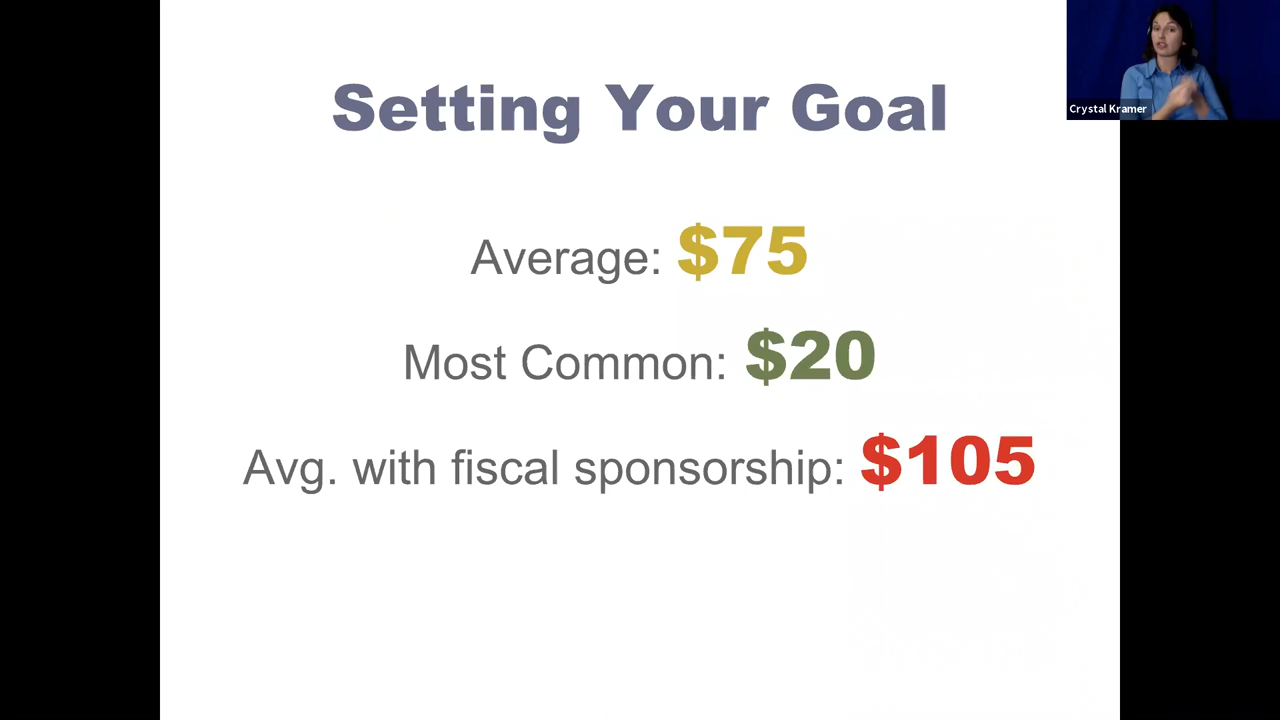 Setting Your Goal
Crystal Kramer
Average: $75
Most Common: $20
Avg. with fiscal sponsorship: $105